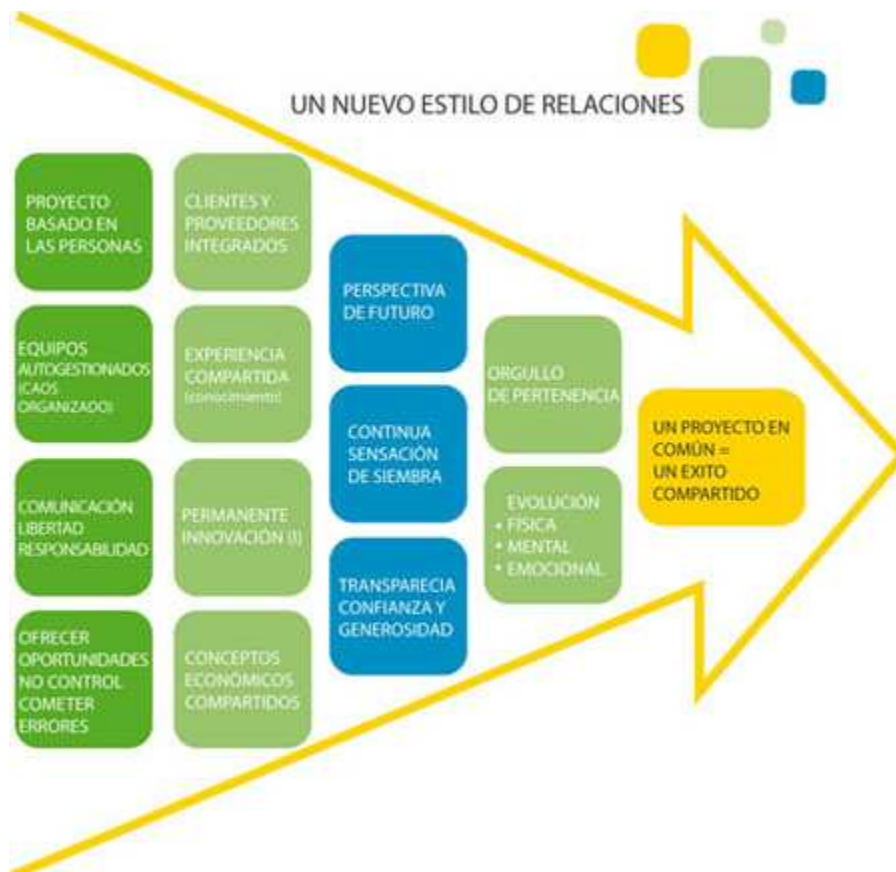 UN NUEVO ESTILO DE RELACIONES
PROYECTO
BASADO EN
LAS PERSONAS
EQUIPOS
AUTOGESTIONADOS
(CAOS
ORGANIZADO)
COMUNICACIÓN
LIBERTAD
RESPONSABILIDAD
OFRECER
OPORTUNIDADES
NO CONTROL
COMETER
ERRORES
CLIENTES Y
PROVEEDORES
INTEGRADOS
EXPERIENCIA
COMPARTIDA
(conocimiento)
PERMANENTE
INNOVACIÓN (I)
CONCEPTOS
ECONÓMICOS
COMPARTIDOS
PERSPECTIVA
DE FUTURO
CONTINUA
SENSACIÓN
DE SIEMBRA
TRANSPARECIA
CONFIANZA Y
GENEROSIDAD
ORGULLO
DE PERTENENCIA
EVOLUCIÓN
• FÍSICA
• MENTAL
• EMOCIONAL
UN PROYECTO EN
COMÚN =
UN EXITO
COMPARTIDO